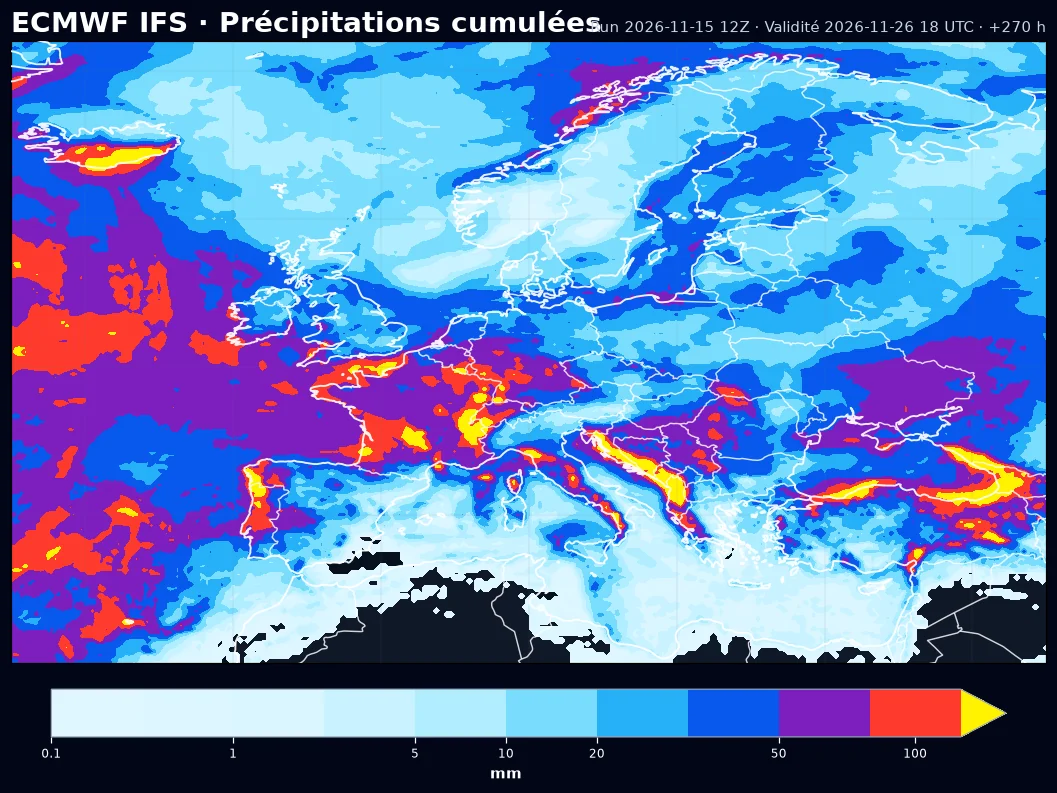 ECMWF IFS · Précipitations cumulées
Run 2026-11-15 12Z · Validité 2026-11-26 18 UTC · +270 h
0.1 1 5 10 20 50 100
mm